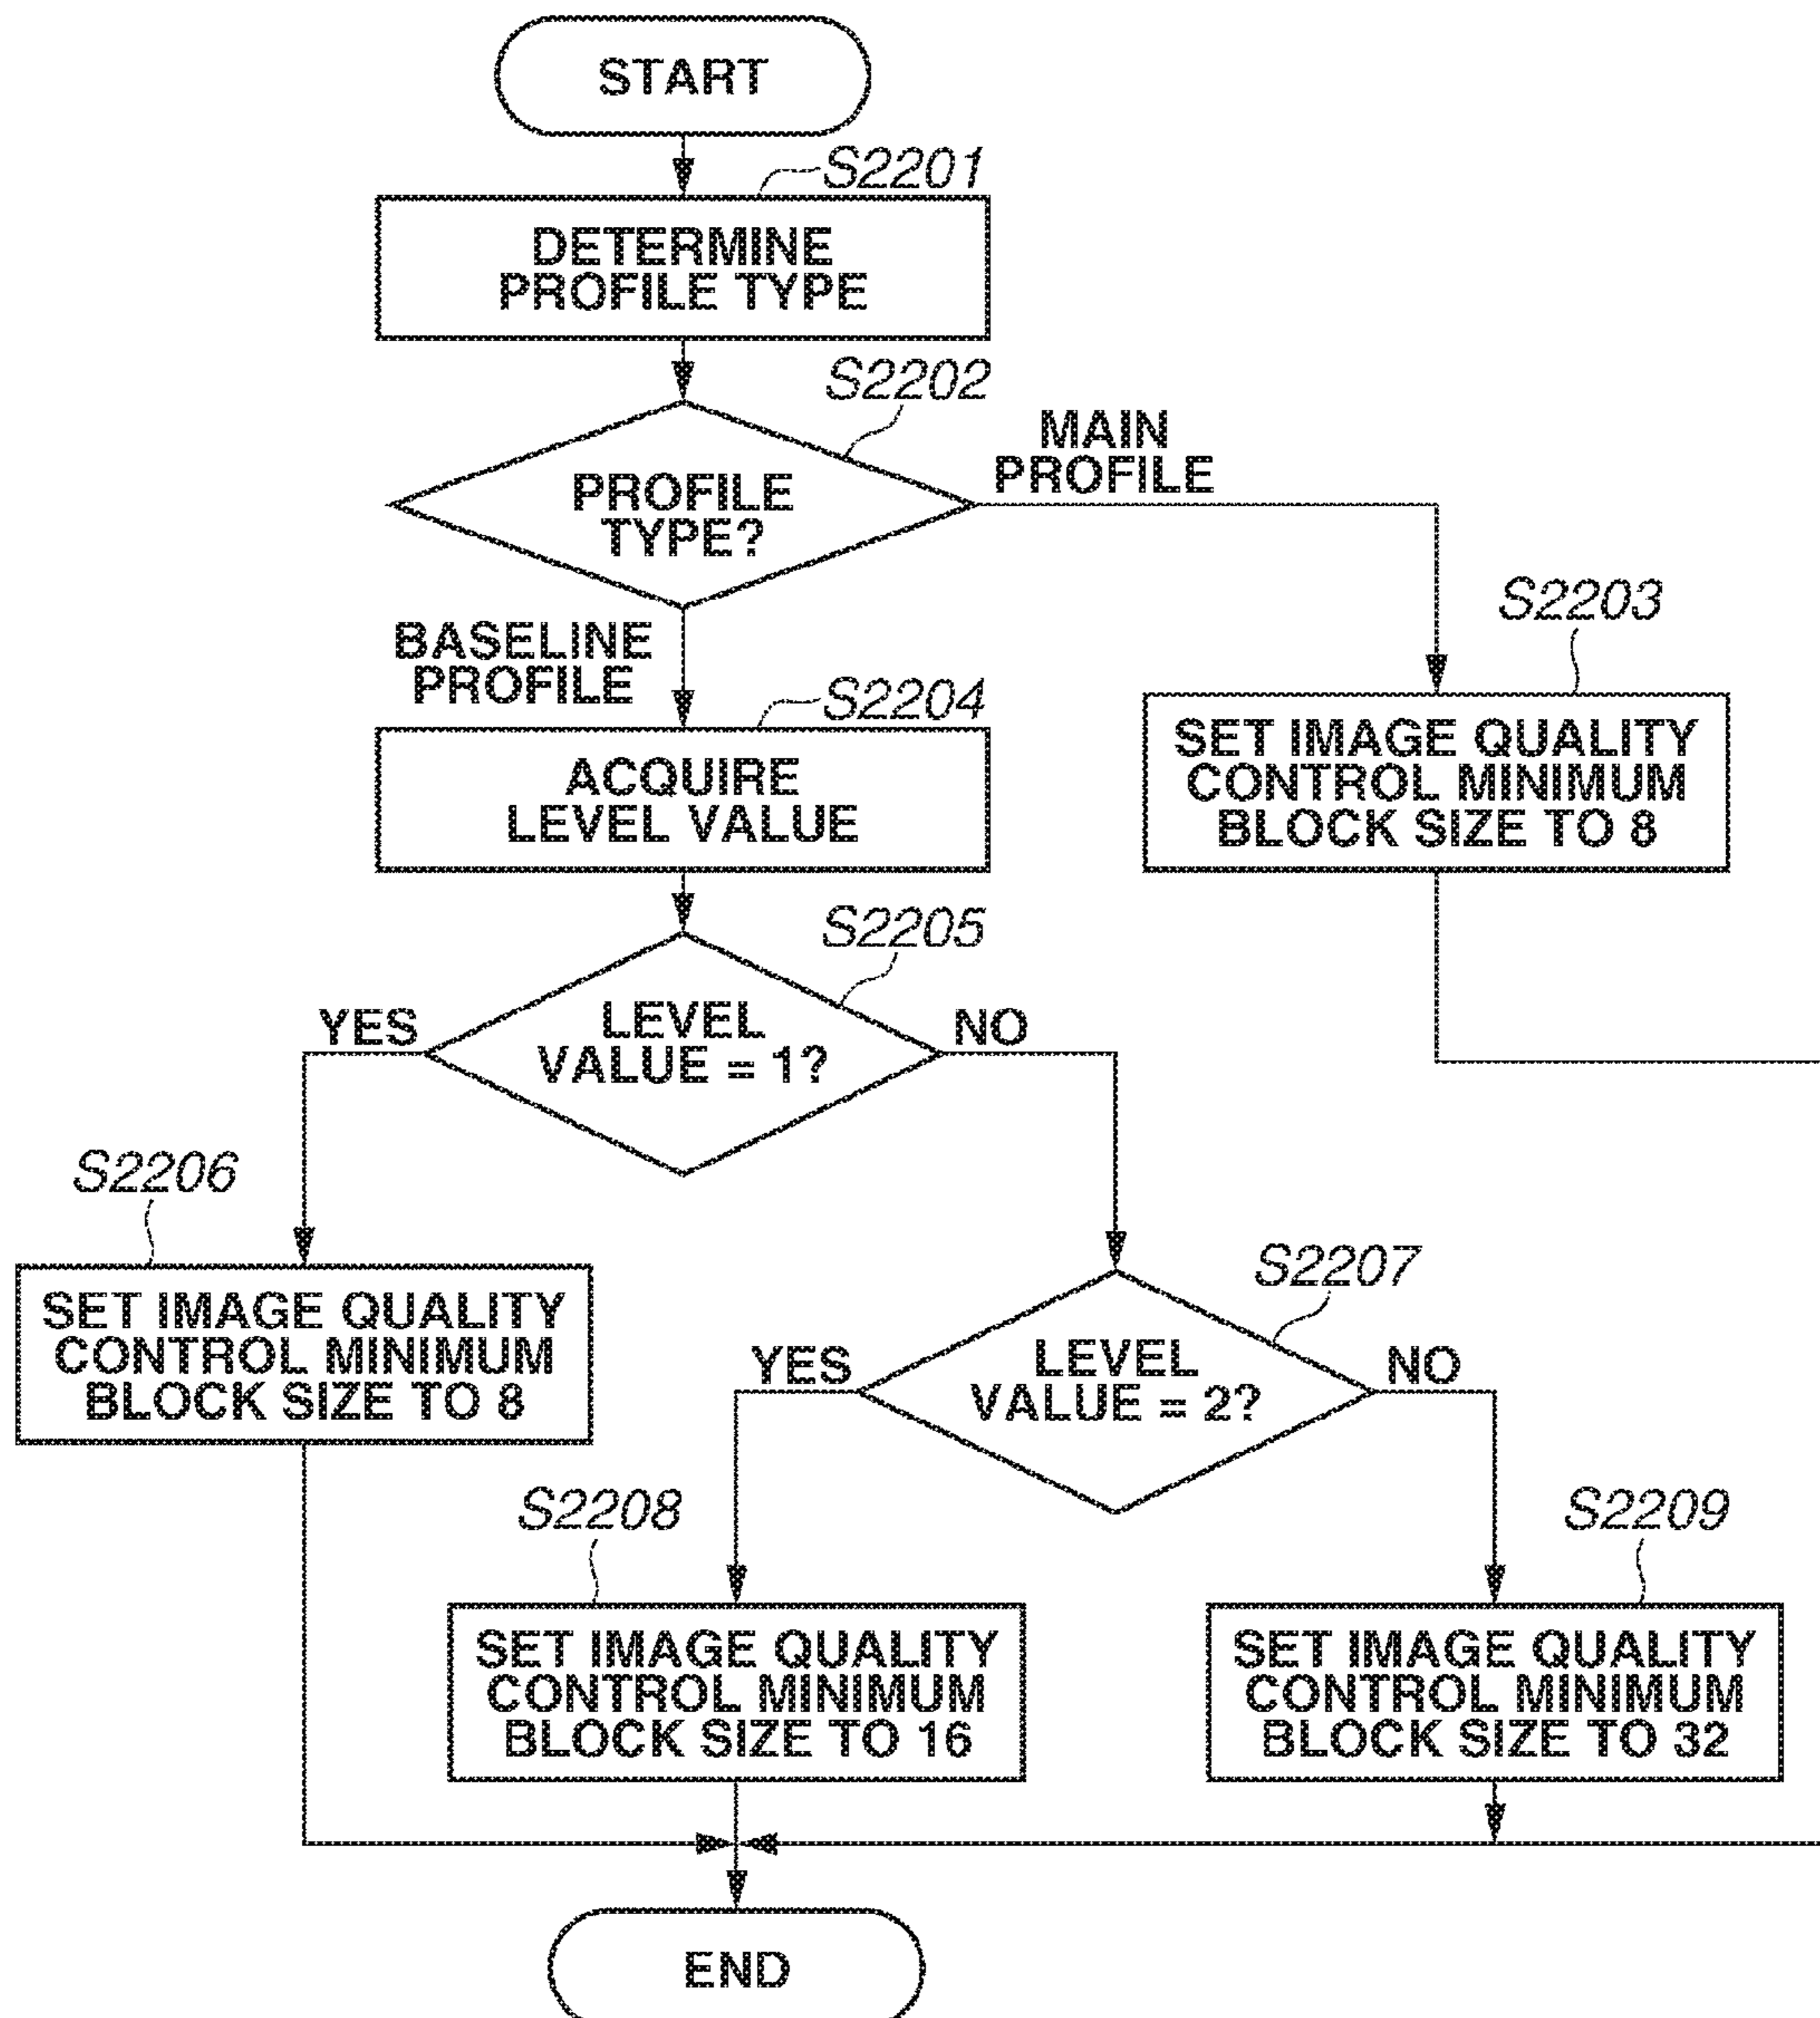 START
S2201
DETERMINE
PROFILE TYPE
S2202
PROFILE
TYPE?
MAIN
PROFILE
S2203
SET IMAGE QUALITY
CONTROL MINIMUM
BLOCK SIZE TO 8
BASELINE
PROFILE
S2204
ACQUIRE
LEVEL VALUE
S2205
LEVEL
VALUE = 1?
YES
NO
S2206
SET IMAGE QUALITY
CONTROL MINIMUM
BLOCK SIZE TO 8
S2207
LEVEL
VALUE = 2?
YES
NO
S2208
SET IMAGE QUALITY
CONTROL MINIMUM
BLOCK SIZE TO 16
S2209
SET IMAGE QUALITY
CONTROL MINIMUM
BLOCK SIZE TO 32
END